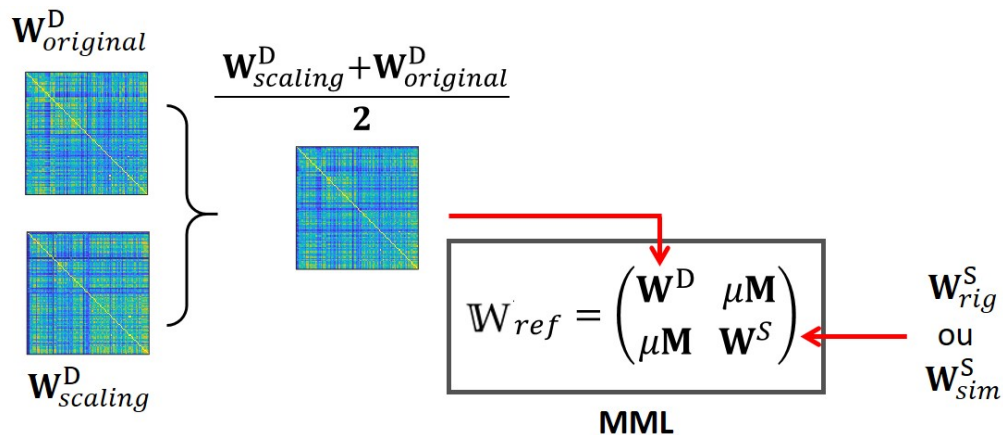 W^D_original
W^D_scaling+W^D_original
2
W^D_scaling
𝕎_ref = (W^D μM
μM W^S)
MML
W^S_rig
ou
W^S_sim